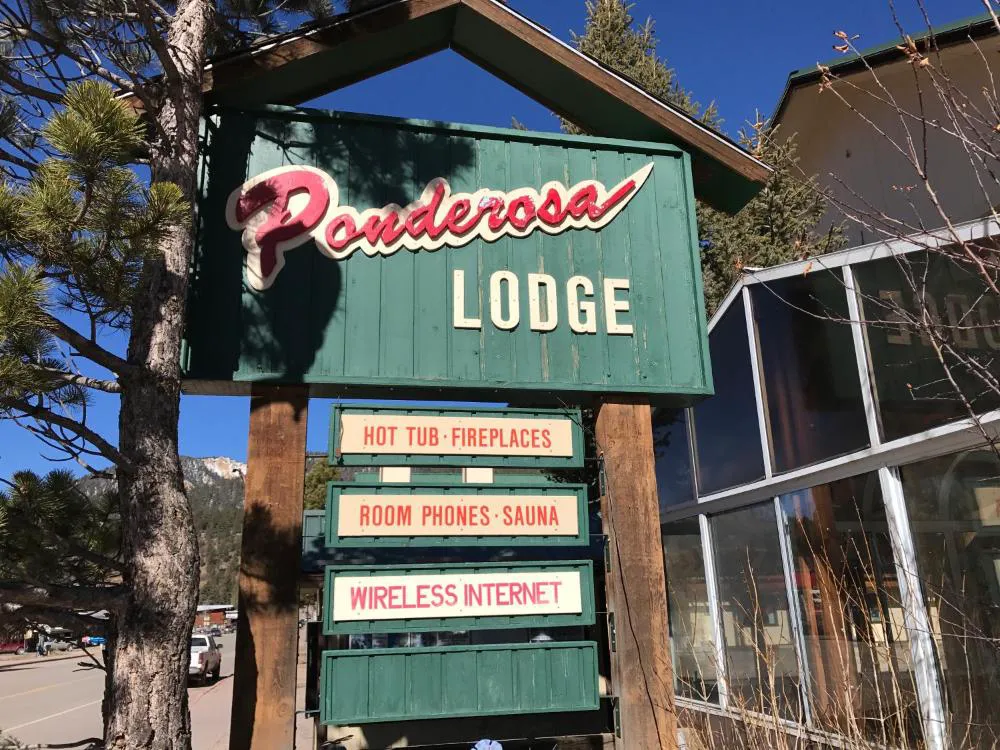 Ponderosa
LODGE
HOT TUB · FIREPLACES
ROOM PHONES · SAUNA
WIRELESS INTERNET